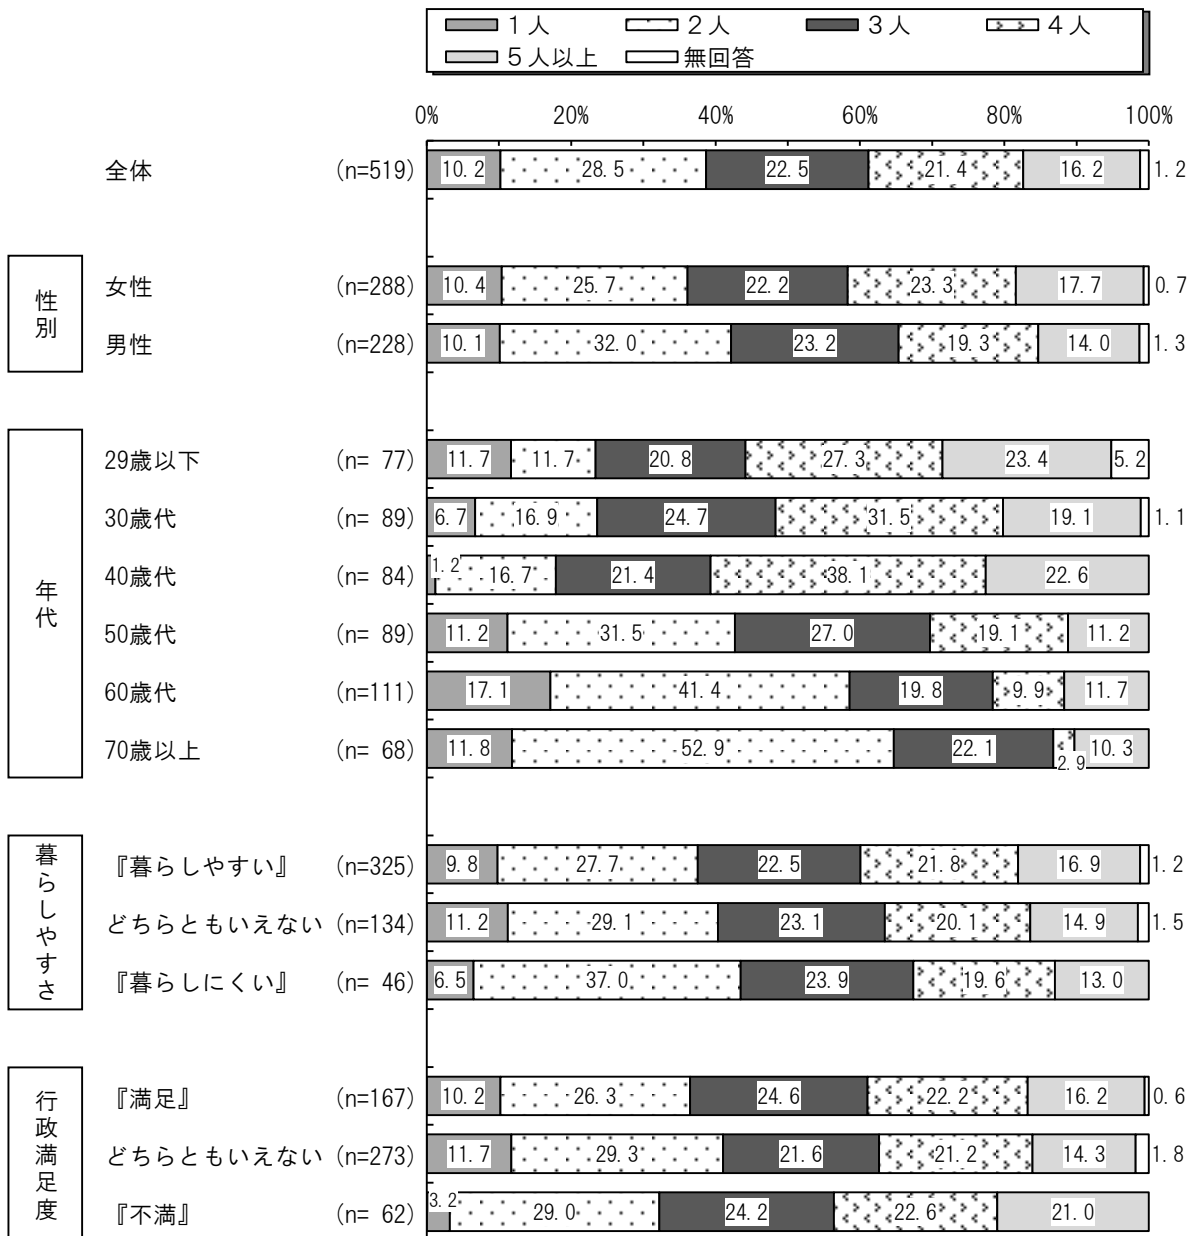 １人 ２人 ３人 ４人
５人以上 無回答
0% 20% 40% 60% 80% 100%
全体 (n=519) 10.2 28.5 22.5 21.4 16.2 1.2
性別
女性 (n=288) 10.4 25.7 22.2 23.3 17.7 0.7
男性 (n=228) 10.1 32.0 23.2 19.3 14.0 1.3
年代
29歳以下 (n= 77) 11.7 11.7 20.8 27.3 23.4 5.2
30歳代 (n= 89) 6.7 16.9 24.7 31.5 19.1 1.1
40歳代 (n= 84) 1.2 16.7 21.4 38.1 22.6
50歳代 (n= 89) 11.2 31.5 27.0 19.1 11.2
60歳代 (n=111) 17.1 41.4 19.8 9.9 11.7
70歳以上 (n= 68) 11.8 52.9 22.1 2.9 10.3
暮らしやすさ
『暮らしやすい』 (n=325) 9.8 27.7 22.5 21.8 16.9 1.2
どちらともいえない (n=134) 11.2 29.1 23.1 20.1 14.9 1.5
『暮らしにくい』 (n= 46) 6.5 37.0 23.9 19.6 13.0
行政満足度
『満足』 (n=167) 10.2 26.3 24.6 22.2 16.2 0.6
どちらともいえない (n=273) 11.7 29.3 21.6 21.2 14.3 1.8
『不満』 (n= 62) 3.2 29.0 24.2 22.6 21.0